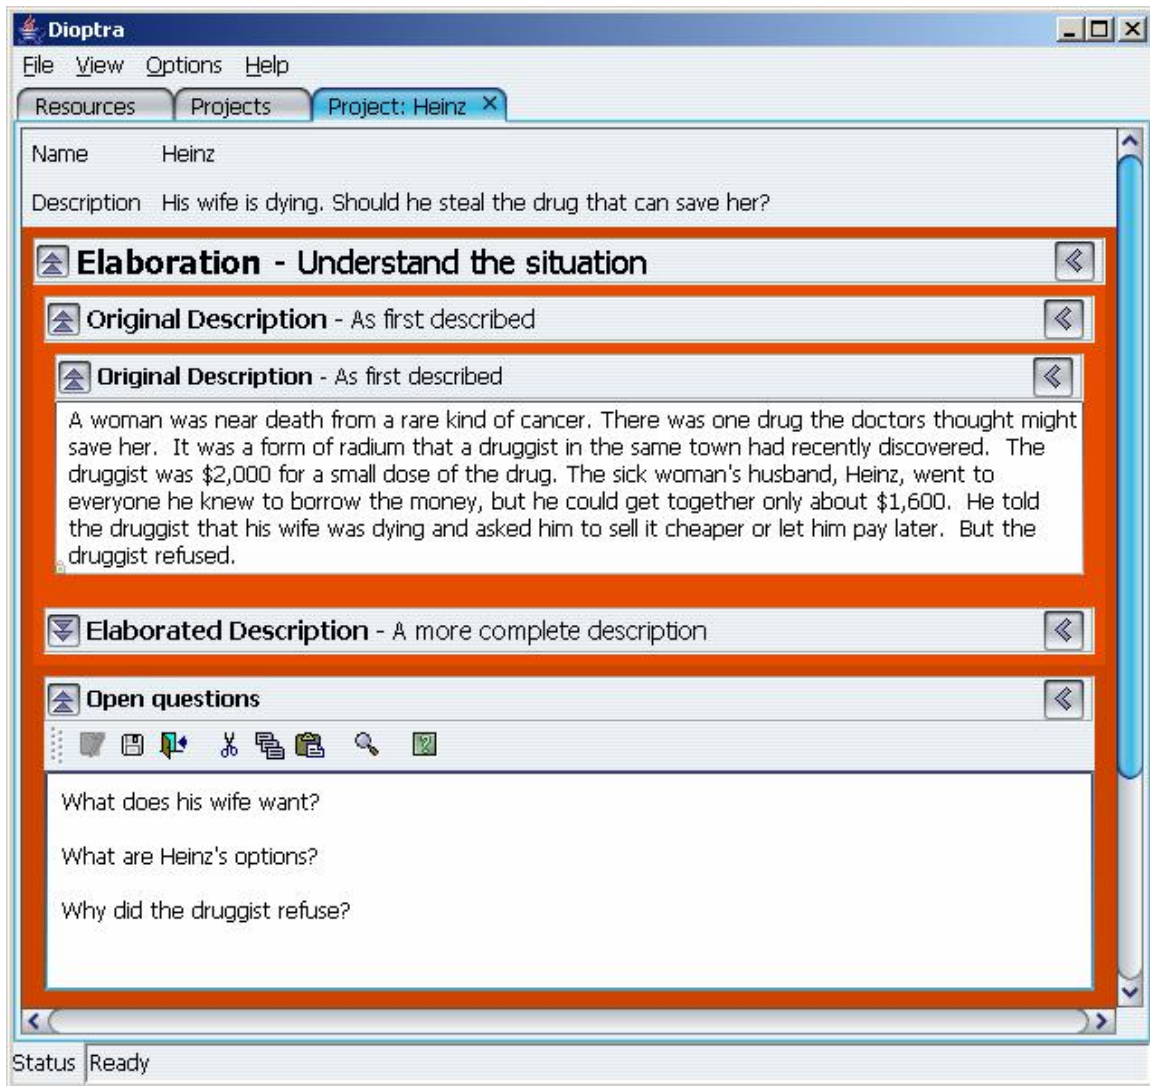 Dioptra
File View Options Help
Resources Projects Project: Heinz
Name Heinz
Description His wife is dying. Should he steal the drug that can save her?
Elaboration - Understand the situation
Original Description - As first described
Original Description - As first described
A woman was near death from a rare kind of cancer. There was one drug the doctors thought might
save her. It was a form of radium that a druggist in the same town had recently discovered. The
druggist was $2,000 for a small dose of the drug. The sick woman's husband, Heinz, went to
everyone he knew to borrow the money, but he could get together only about $1,600. He told
the druggist that his wife was dying and asked him to sell it cheaper or let him pay later. But the
druggist refused.
Elaborated Description - A more complete description
Open questions
What does his wife want?
What are Heinz's options?
Why did the druggist refuse?
Status Ready